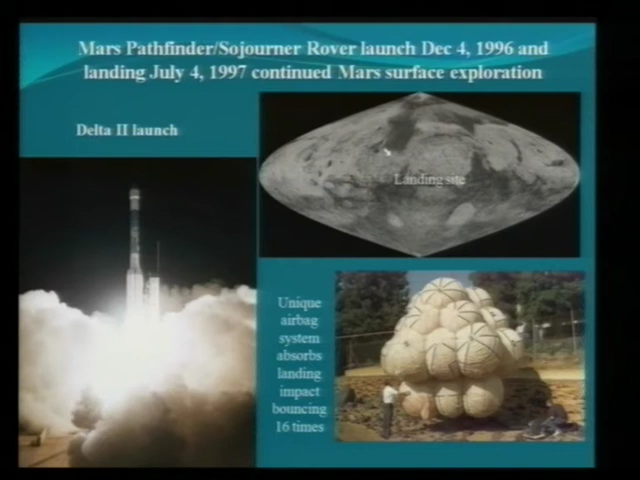 Mars Pathfinder/Sojourner Rover launch Dec 4, 1996 and
landing July 4, 1997 continued Mars surface exploration
Delta II launch
Landing site
Unique
airbag
system
absorbs
landing
impact
bouncing
16 times